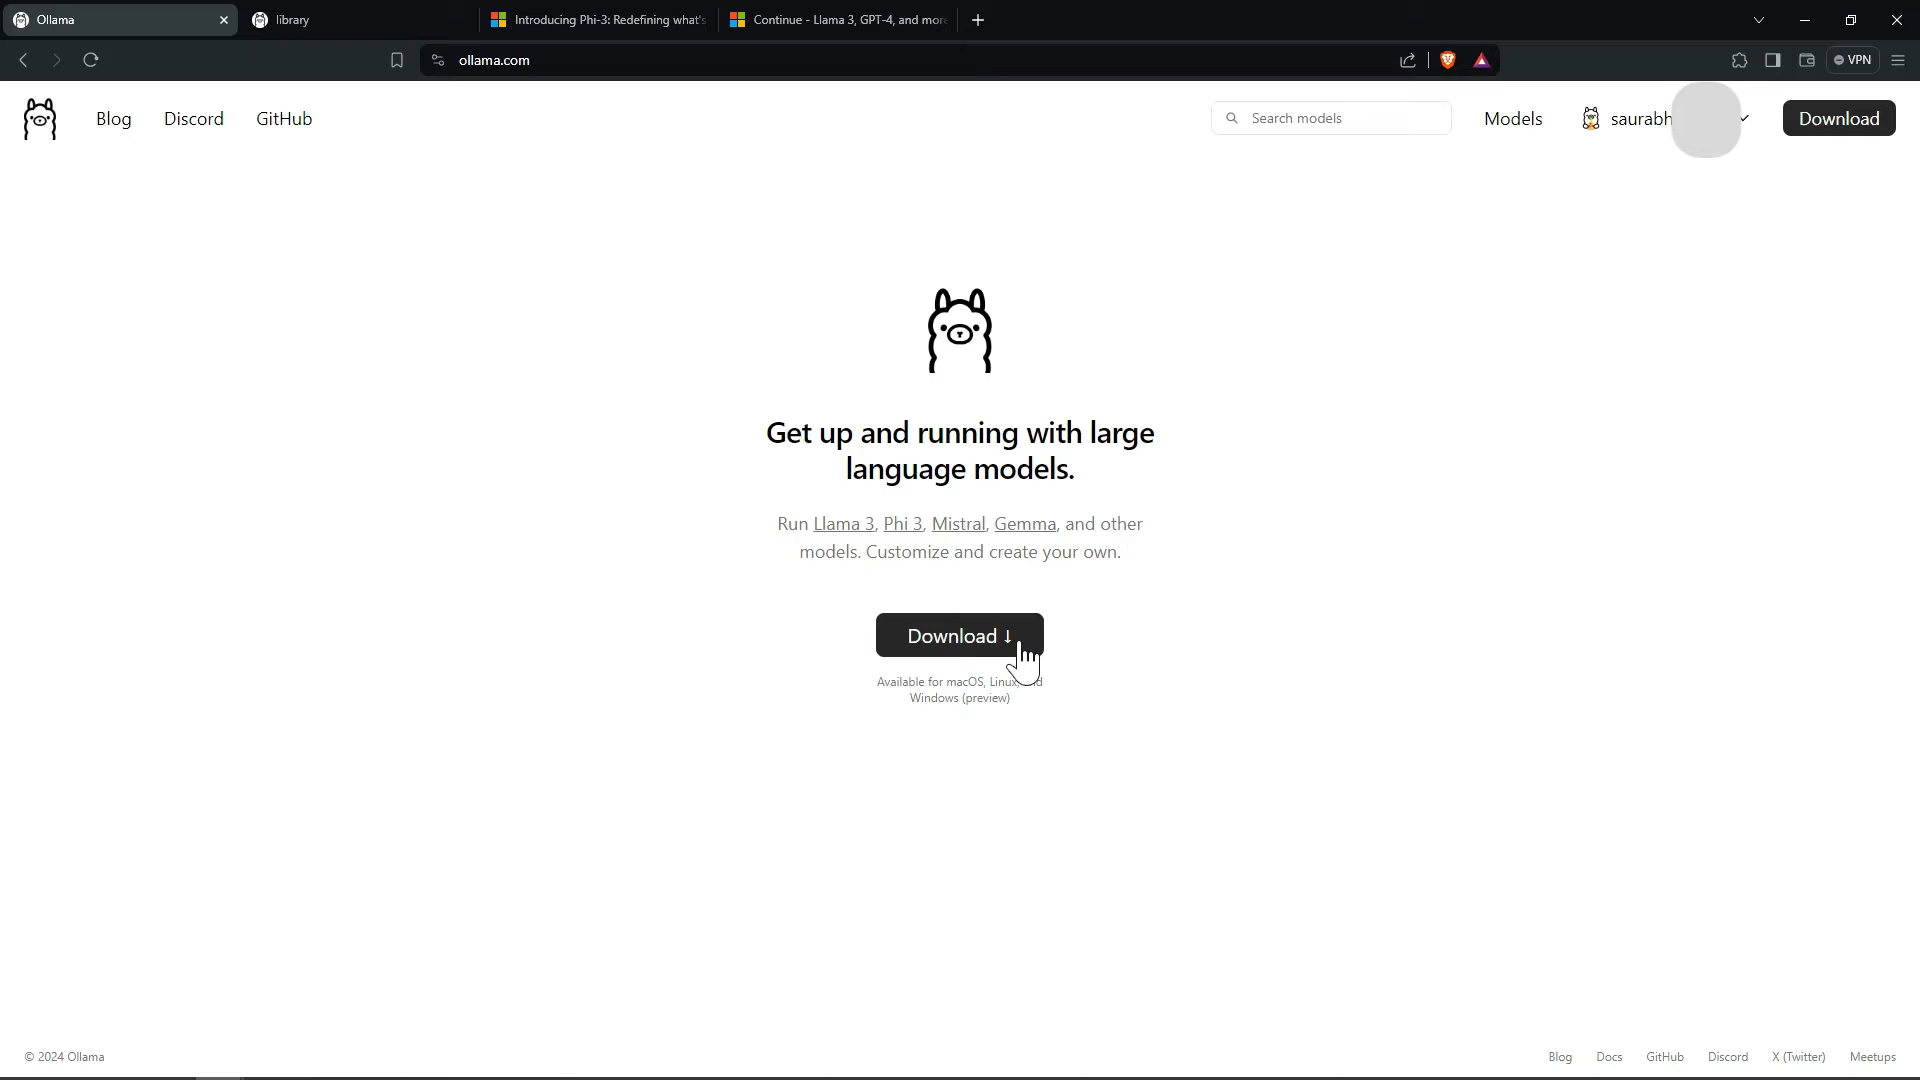 Ollama
library
Introducing Phi-3: Redefining what's
Continue - Llama 3, GPT-4, and more
ollama.com
VPN
Blog
Discord
GitHub
Search models
Models
saurabh
Download
Get up and running with large
language models.
Run Llama 3, Phi 3, Mistral, Gemma, and other
models. Customize and create your own.
Download ↓
Available for macOS, Linux,
Windows (preview)
© 2024 Ollama
Blog
Docs
GitHub
Discord
X (Twitter)
Meetups